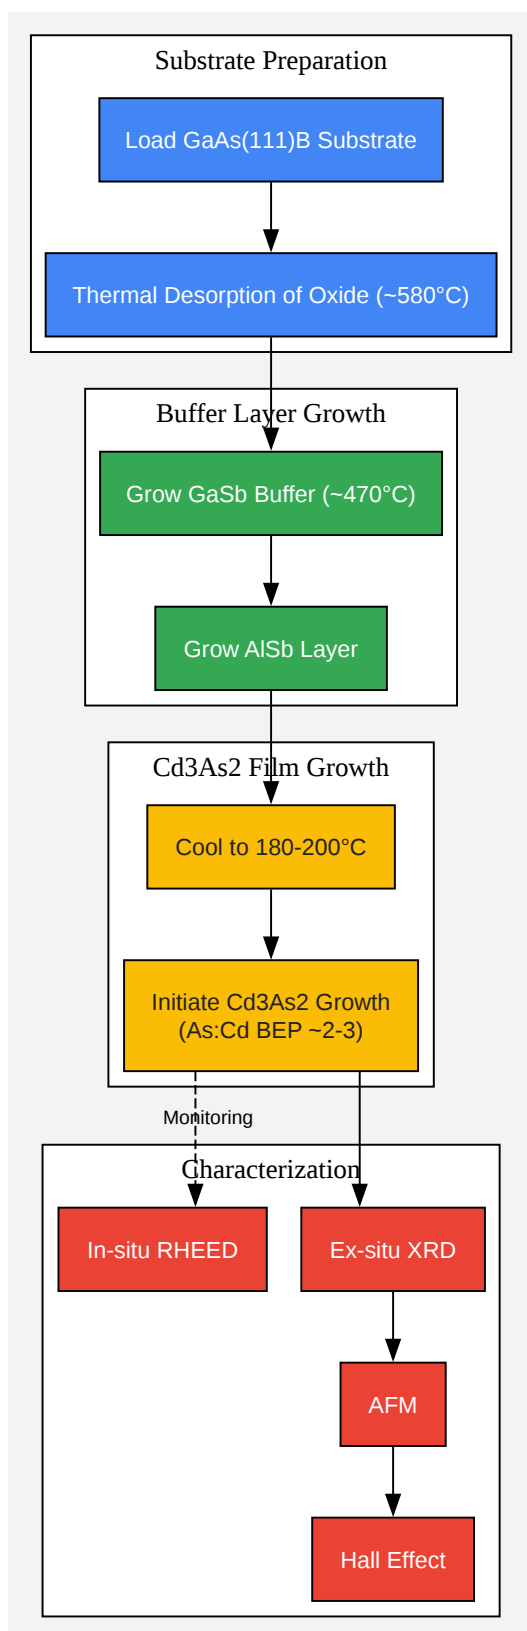 Substrate Preparation
Load GaAs(111)B Substrate
Thermal Desorption of Oxide (~580°C)
Buffer Layer Growth
Grow GaSb Buffer (~470°C)
Grow AlSb Layer
Cd3As2 Film Growth
Cool to 180-200°C
Initiate Cd3As2 Growth
(As:Cd BEP ~2-3)
Monitoring
Characterization
In-situ RHEED
Ex-situ XRD
AFM
Hall Effect